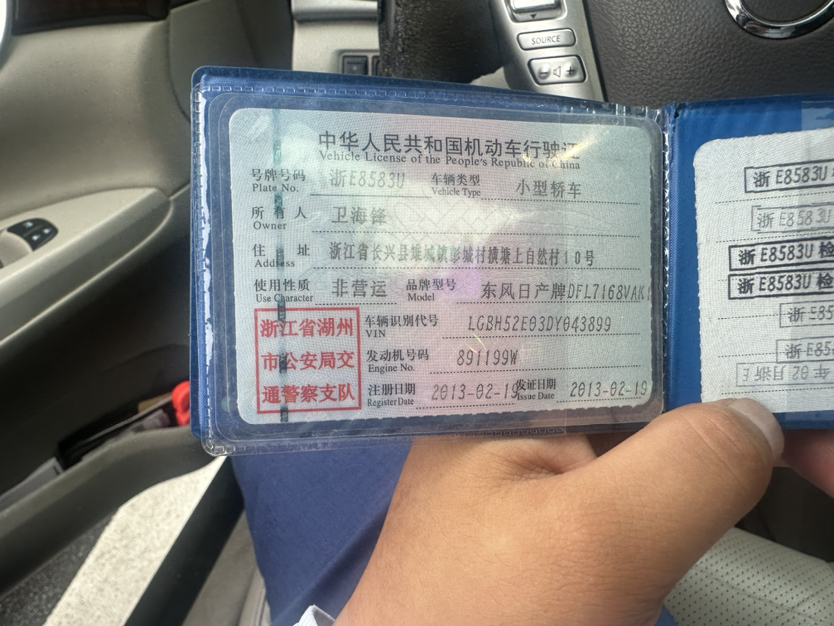 SOURCE
中华人民共和国机动车行驶证
Vehicle License of the People's Republic of China
号牌号码 浙E8583U 车辆类型 小型轿车
Plate No. Vehicle Type
所有人 卫海锋
Owner
住址 浙江省长兴县雉城镇彭城村横塘上自然村10号
Address
使用性质 非营运 品牌型号 东风日产牌DFL7168VAK1
Use Character Model
浙江省湖州
市公安局交
通警察支队
车辆识别代号 LGBH52E03DY043899
VIN
发动机号码 891199W
Engine No.
注册日期 2013-02-19 发证日期 2013-02-19
Register Date Issue Date
浙E8583U
浙E8583U
浙E8583U 检
浙E8583U 检
浙E85
浙E85